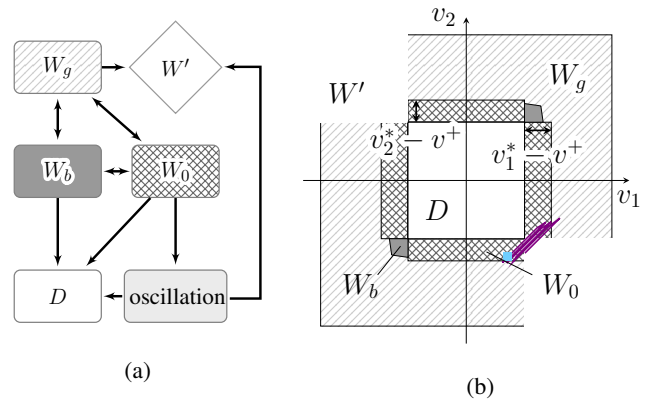 W_g
W'
W_b
W_0
D
oscillation
(a)
v_2
W'
W_g
v_2^* − v^+
v_1^* − v^+
v_1
D
W_b
W_0
(b)